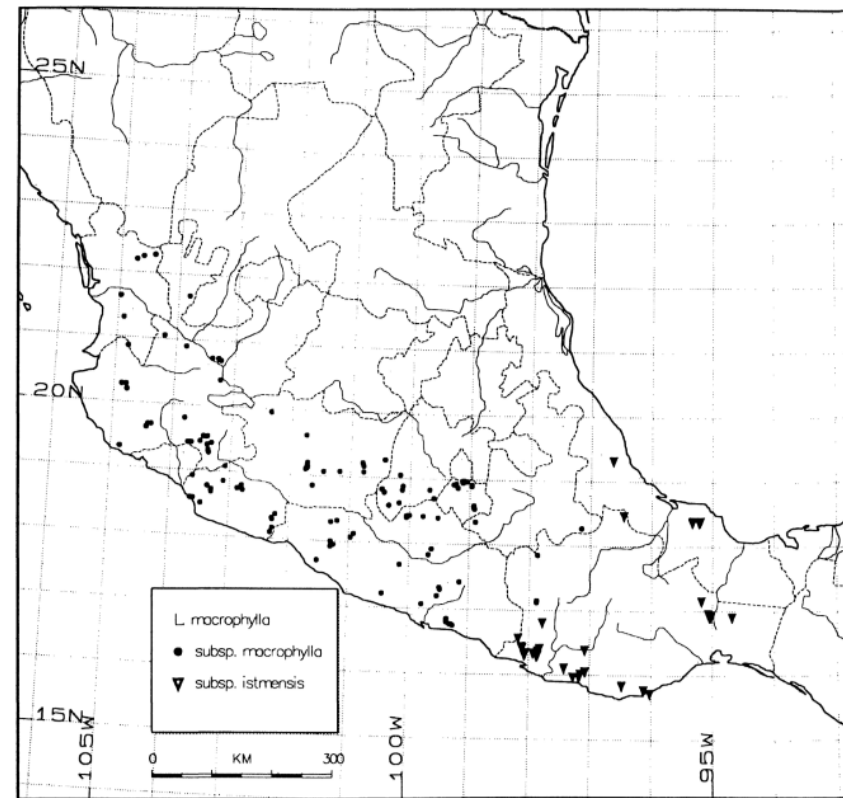 25N
20N
L macrophylla
subsp. macrophylla
subsp. istmensis
15N
105W
100W
95W
0 KM 300